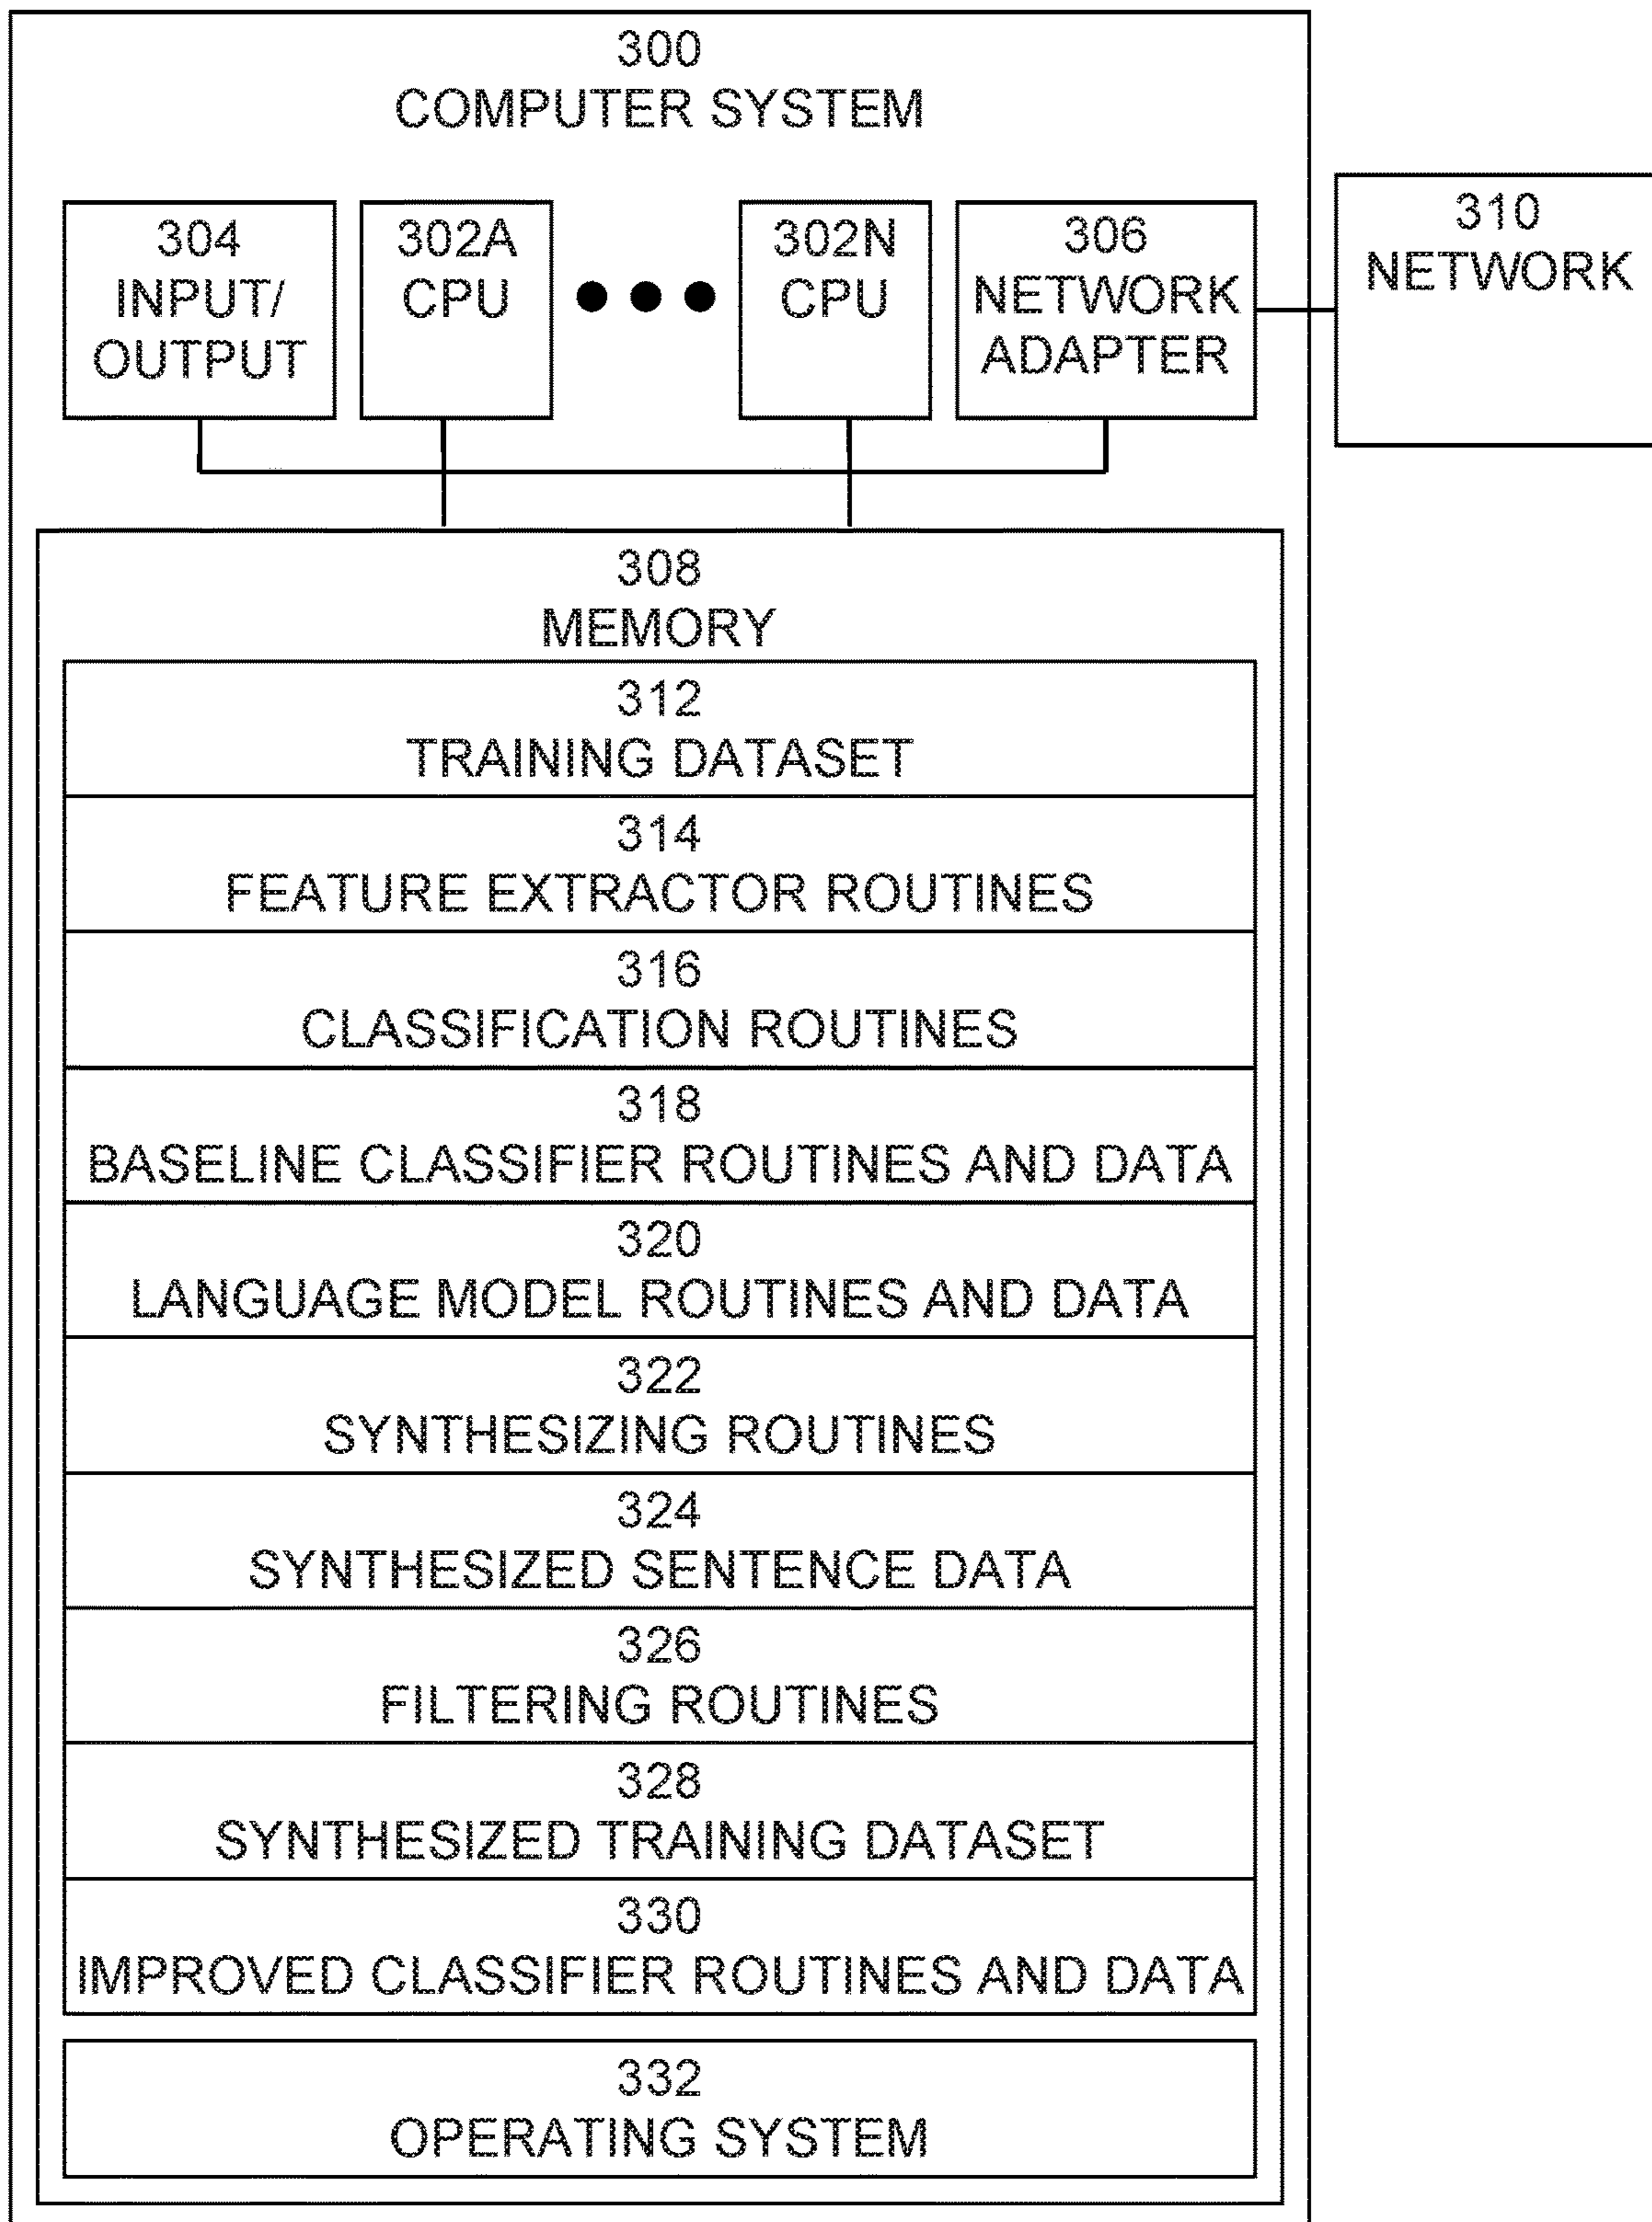 300
COMPUTER SYSTEM
304
INPUT/
OUTPUT
302A
CPU
302N
CPU
306
NETWORK
ADAPTER
310
NETWORK
308
MEMORY
312
TRAINING DATASET
314
FEATURE EXTRACTOR ROUTINES
316
CLASSIFICATION ROUTINES
318
BASELINE CLASSIFIER ROUTINES AND DATA
320
LANGUAGE MODEL ROUTINES AND DATA
322
SYNTHESIZING ROUTINES
324
SYNTHESIZED SENTENCE DATA
326
FILTERING ROUTINES
328
SYNTHESIZED TRAINING DATASET
330
IMPROVED CLASSIFIER ROUTINES AND DATA
332
OPERATING SYSTEM